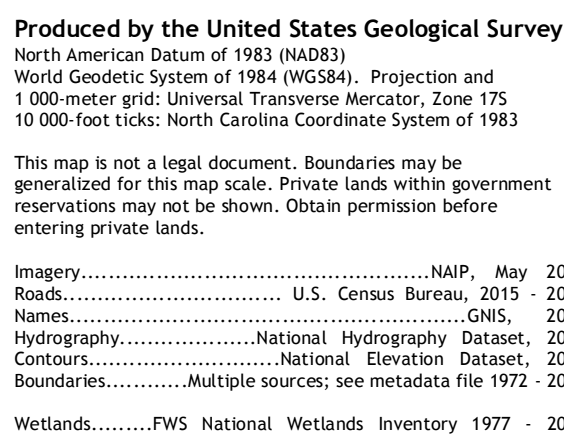 Produced by the United States Geological Survey
North American Datum of 1983 (NAD83)
World Geodetic System of 1984 (WGS84). Projection and
1 000-meter grid: Universal Transverse Mercator, Zone 17S
10 000-foot ticks: North Carolina Coordinate System of 1983
This map is not a legal document. Boundaries may be
generalized for this map scale. Private lands within government
reservations may not be shown. Obtain permission before
entering private lands.
Imagery....................................................NAIP, May 20
Roads................................ U.S. Census Bureau, 2015 - 20
Names...........................................................GNIS, 20
Hydrography....................National Hydrography Dataset, 20
Contours............................National Elevation Dataset, 20
Boundaries............Multiple sources; see metadata file 1972 - 20
Wetlands.........FWS National Wetlands Inventory 1977 - 20